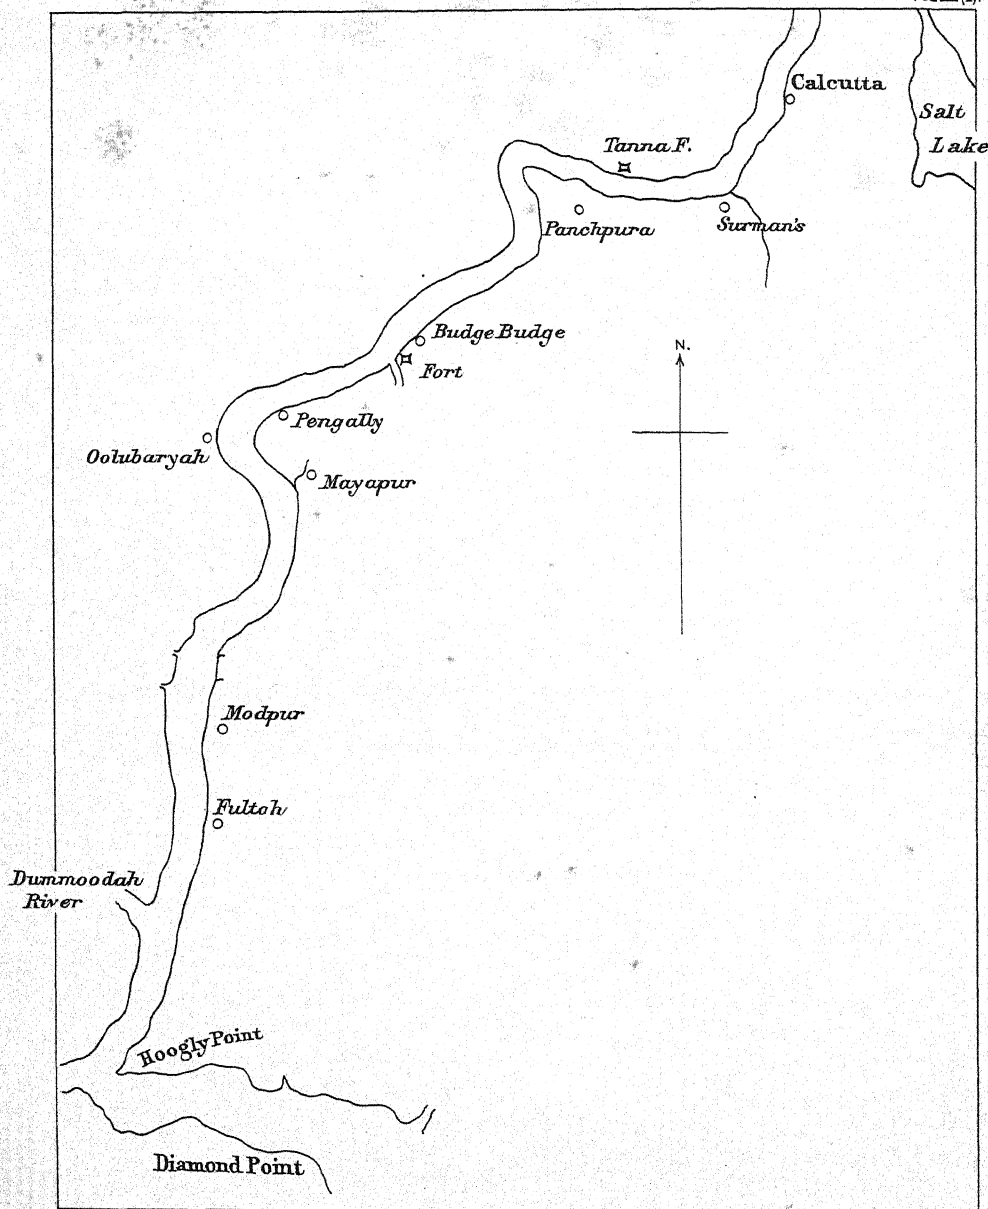 Calcutta
Salt
Lake
Tanna F.
Panchpura
Surman's
Budge Budge
Fort
N.
Pengally
Oolubaryah
Mayapur
Modpur
Fultah
Dummoodah
River
Hoogly Point
Diamond Point